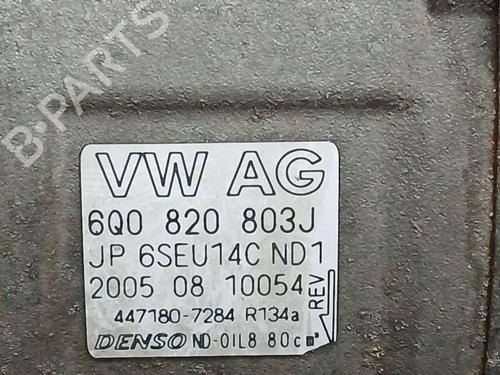 B-PARTS
VW AG
6Q0 820 803J
JP 6SEU14C ND1
2005 08 10054
REV
447180-7284 R134a
DENSO ND-OIL8 80cm³